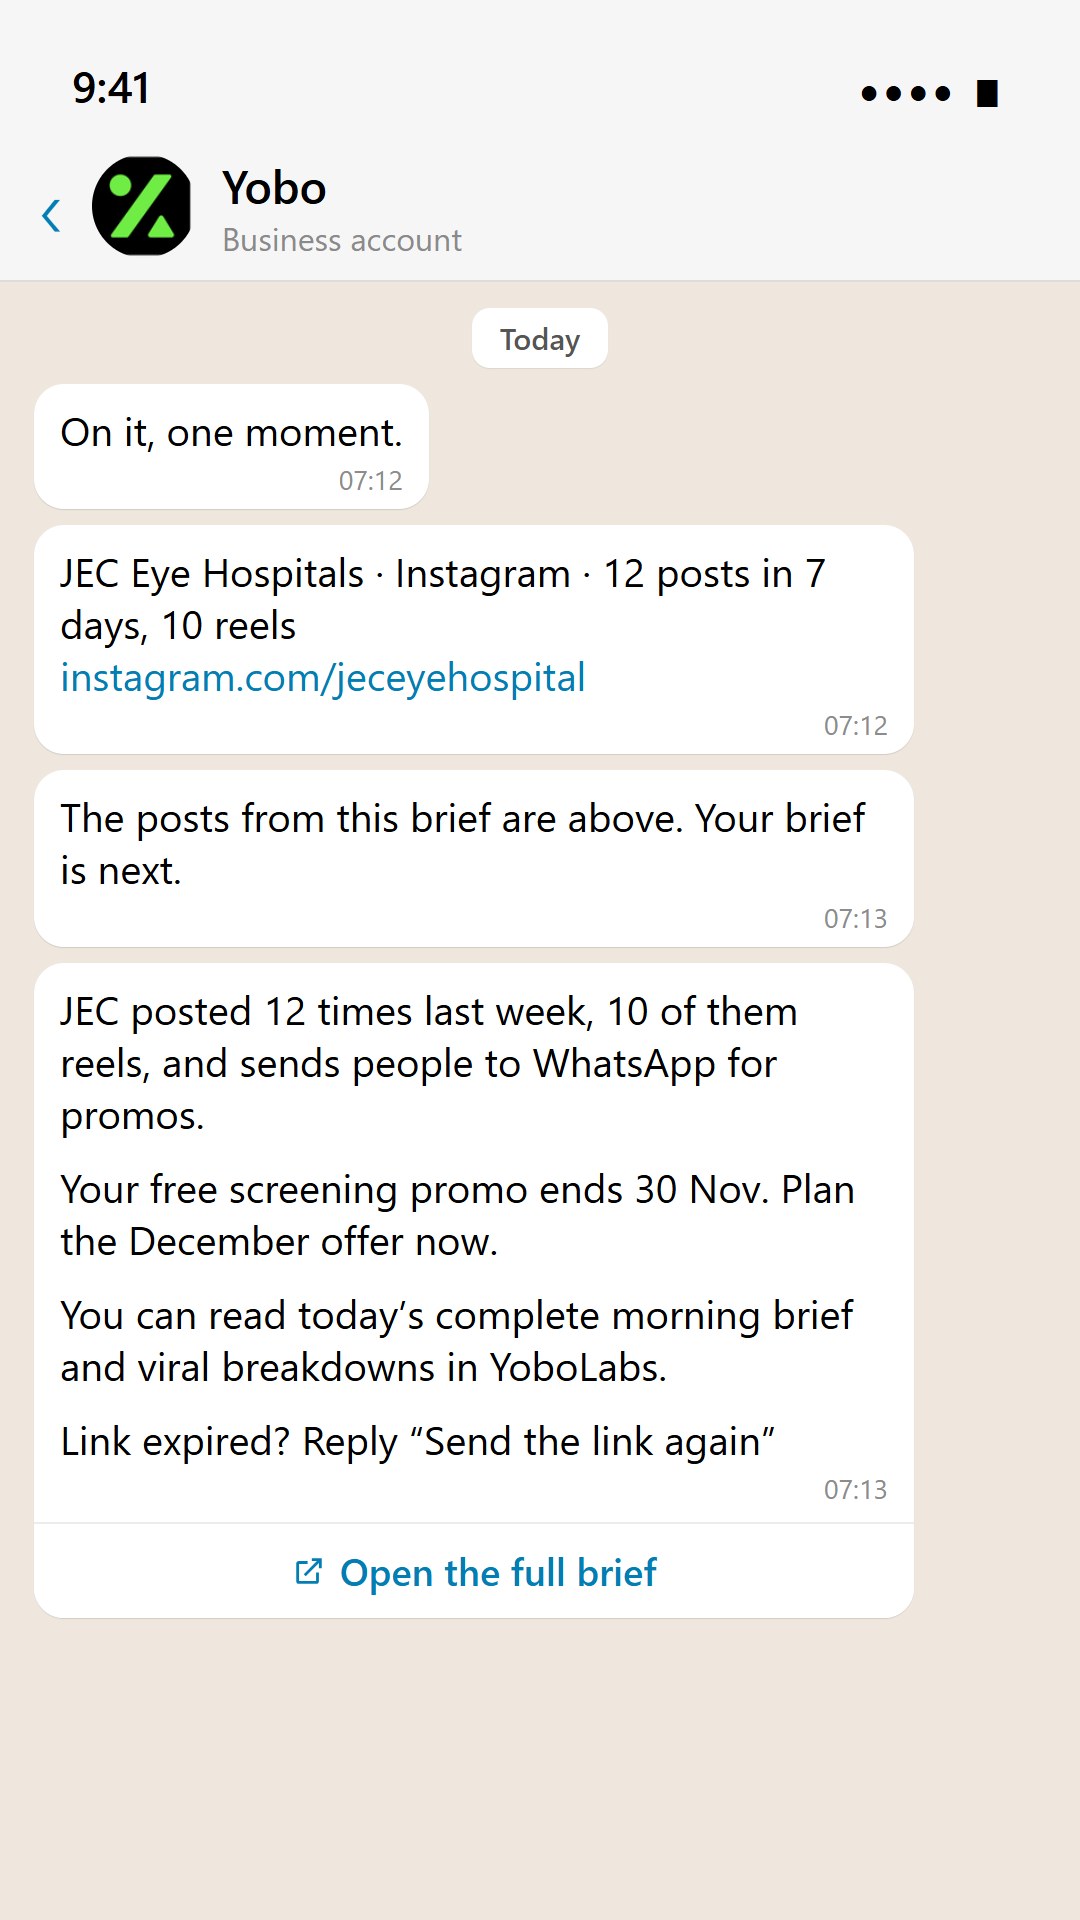 9:41
Yobo
Business account
Today
On it, one moment.
07:12
JEC Eye Hospitals · Instagram · 12 posts in 7
days, 10 reels
instagram.com/jeceyehospital
07:12
The posts from this brief are above. Your brief
is next.
07:13
JEC posted 12 times last week, 10 of them
reels, and sends people to WhatsApp for
promos.
Your free screening promo ends 30 Nov. Plan
the December offer now.
You can read today’s complete morning brief
and viral breakdowns in YoboLabs.
Link expired? Reply “Send the link again”
07:13
Open the full brief